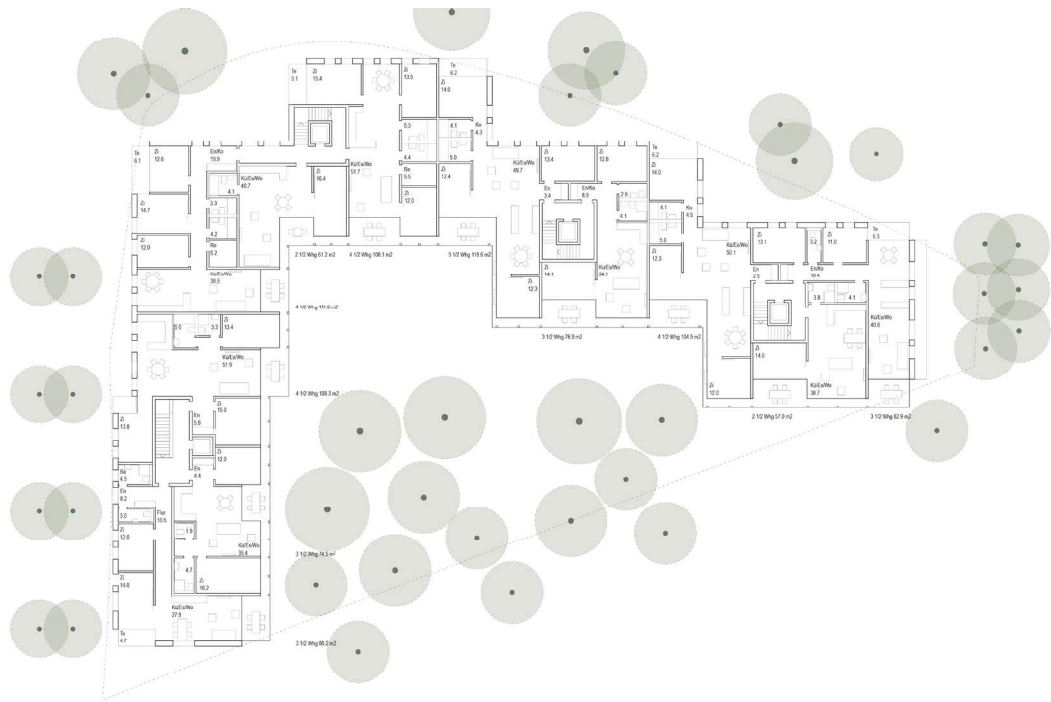 Te
5.1
Zi
15.4
Zi
13.5
Te
6.2
Zi
14.0
5.3
4.4
4.1
5.0
Ko
4.3
Te
6.1
Zi
12.6
En/Ko
4.1
Kü/Es/Wo
Zi
16.4
Kü/Es/Wo
51.7
Re
5.5
Zi
12.0
Zi
12.4
Kü/Es/Wo
49.7
Zi
13.4
Zi
12.8
Te
6.2
Zi
14.0
En
3.4
En/Ko
2.9
4.1
4.1
5.0
Ko
4.5
Zi
14.7
3.3
4.2
Zi
12.0
Re
5.2
Kü/Es/Wo
38.5
2 1/2 Whg 61.2 m2
4 1/2 Whg 106.1 m2
5 1/2 Whg 118.6 m2
Zi
14.1
Kü/Es/Wo
Zi
12.3
Zi
12.3
Kü/Es/Wo
50.1
Zi
13.1
3.2
Zi
11.0
Te
5.3
En
2.5
En/Ko
3.8
4.1
Kü/Es/Wo
40.8
5.0
3.3
Zi
13.4
Kü/Es/Wo
51.9
3 1/2 Whg 76.9 m2
4 1/2 Whg 104.5 m2
Zi
14.0
Kü/Es/Wo
38.7
Zi
12.0
4 1/2 Whg 108.3 m2
2 1/2 Whg 57.0 m2
3 1/2 Whg 82.9 m2
Zi
13.8
En
5.9
Zi
15.0
Zi
12.0
Re
4.5
En
8.2
En
4.4
3.0
Flur
10.5
Zi
12.0
1.9
Kü/Es/Wo
35.4
3 1/2 Whg 74.5 m²
4.7
Zi
14.0
Zi
16.2
Kü/Es/Wo
27.9
Te
4.7
3 1/2 Whg 80.2 m2